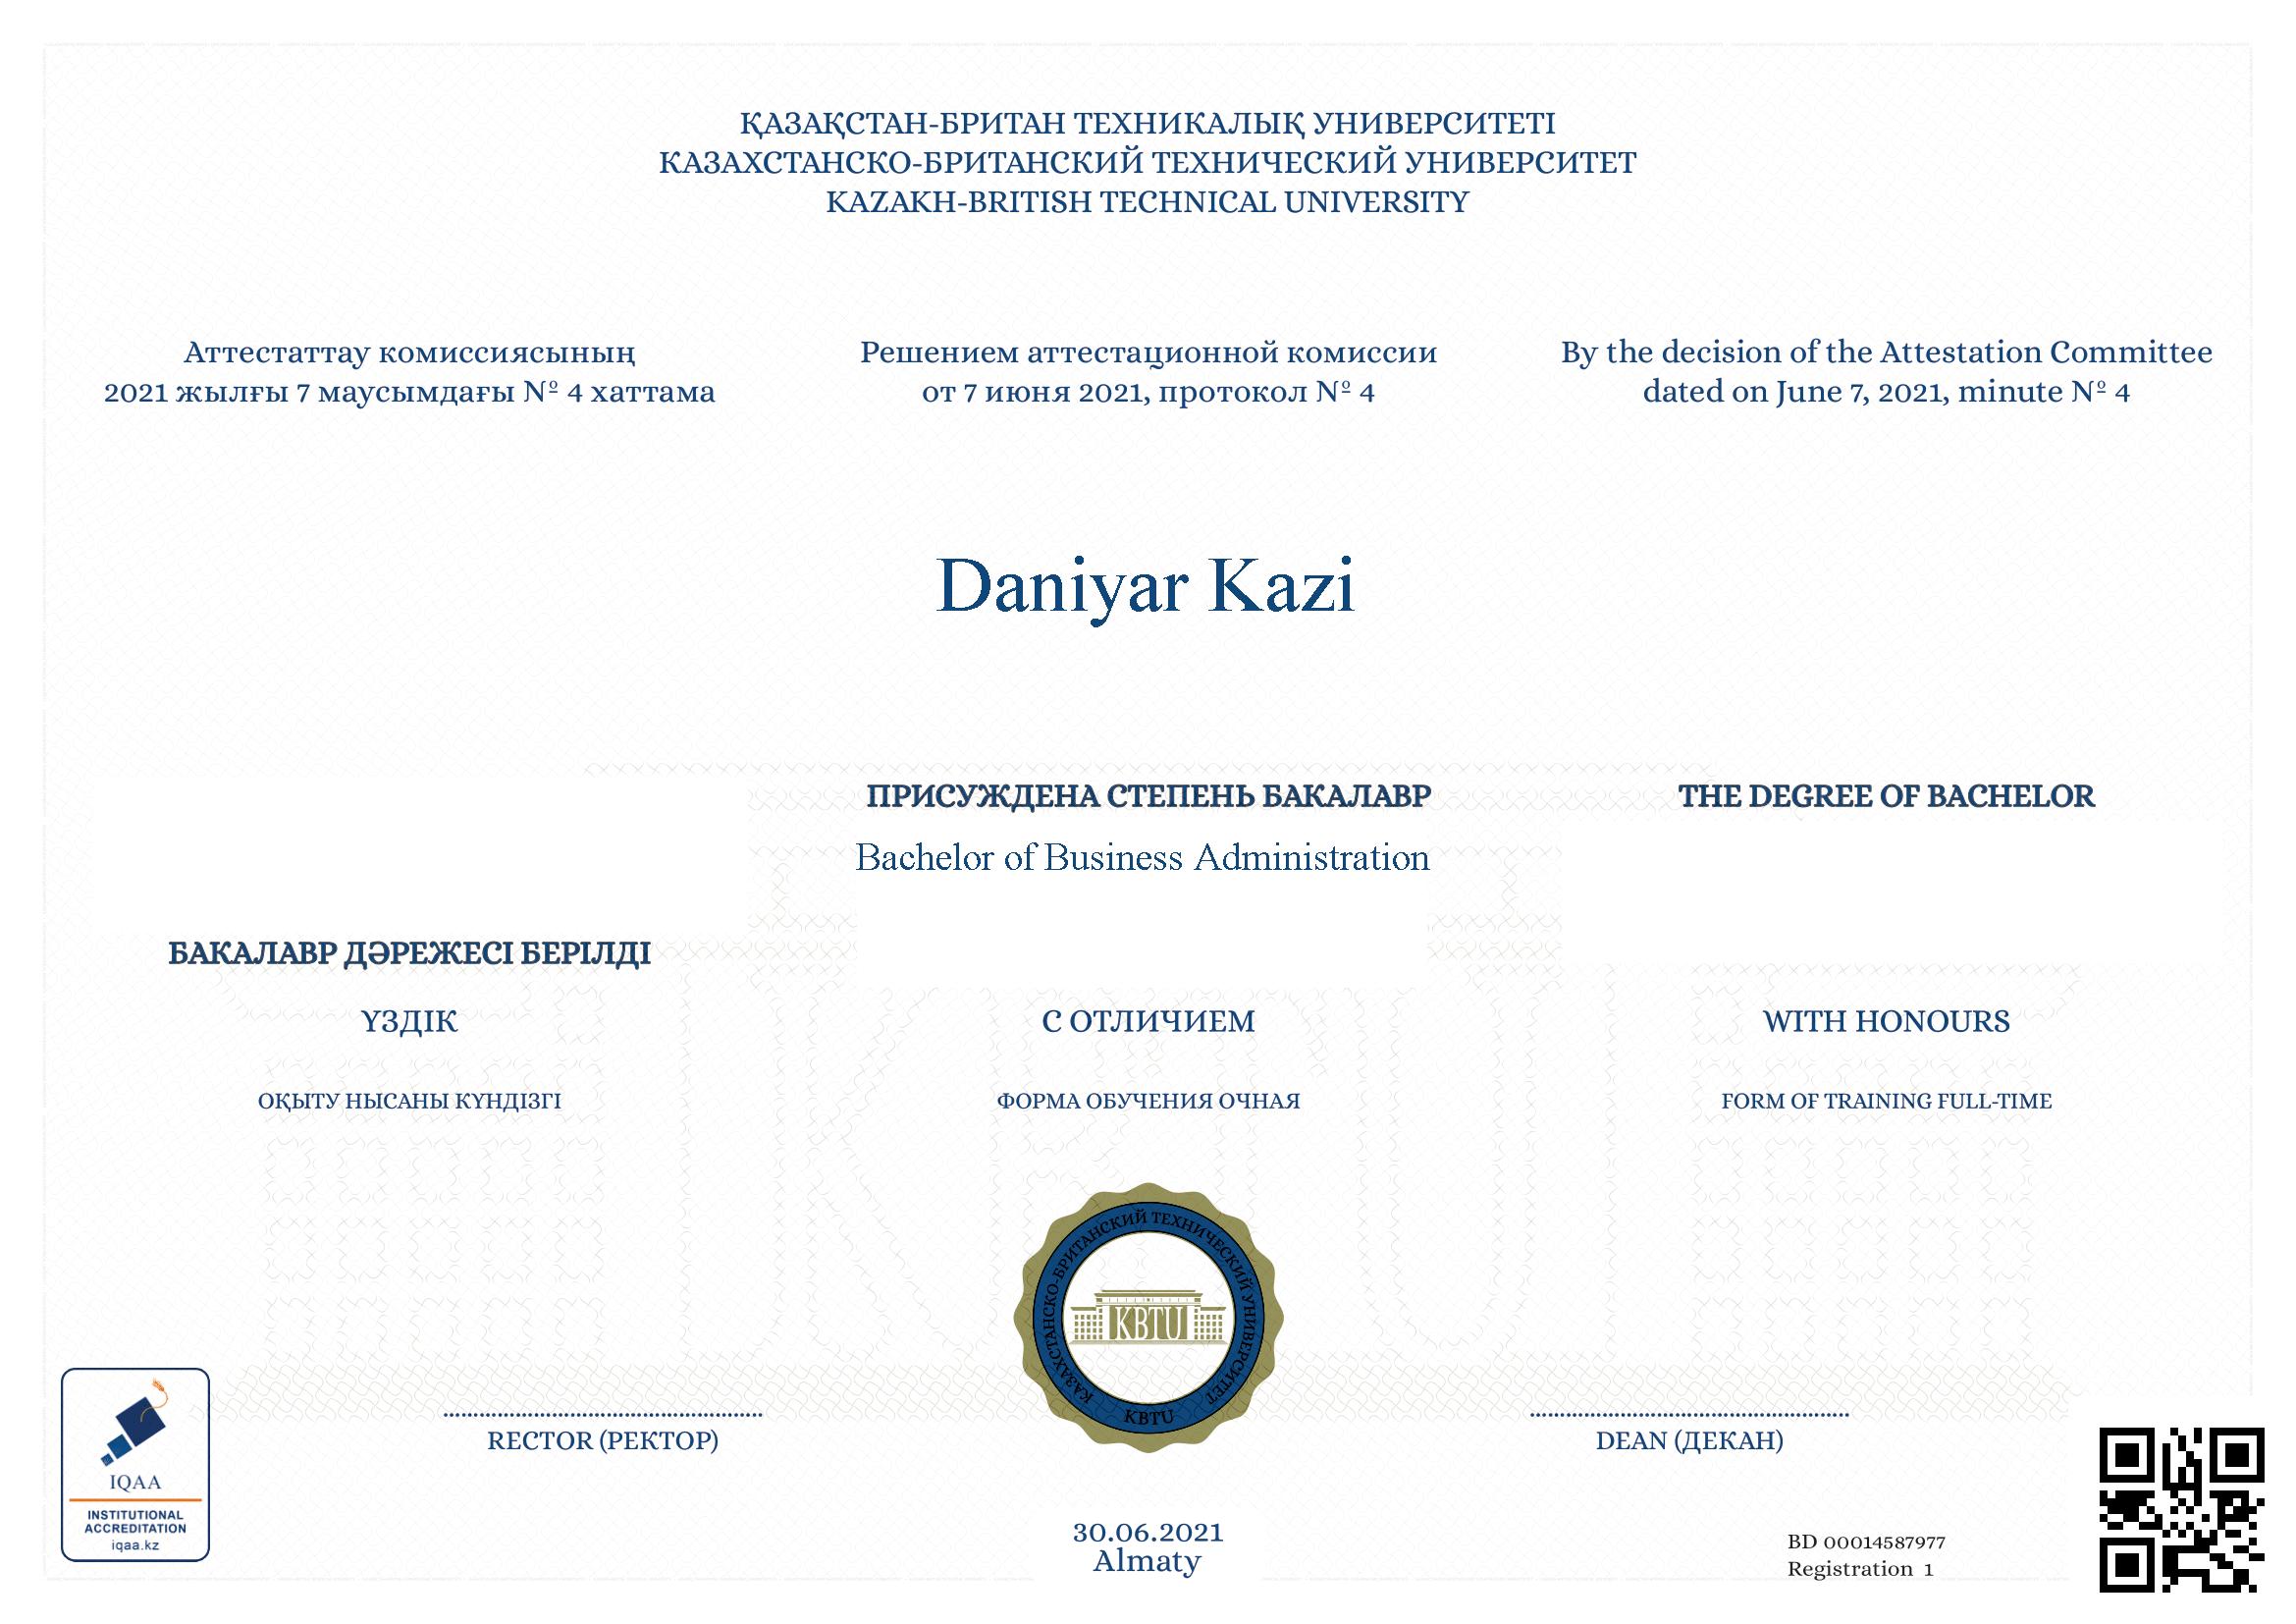 ҚАЗАҚСТАН-БРИТАН ТЕХНИКАЛЫҚ УНИВЕРСИТЕТІ
КАЗАХСТАНСКО-БРИТАНСКИЙ ТЕХНИЧЕСКИЙ УНИВЕРСИТЕТ
KAZAKH-BRITISH TECHNICAL UNIVERSITY
Аттестаттау комиссиясының
2021 жылғы 7 маусымдағы № 4 хаттама
Решением аттестационной комиссии
от 7 июня 2021, протокол № 4
By the decision of the Attestation Committee
dated on June 7, 2021, minute № 4
Daniyar Kazi
БАКАЛАВР ДӘРЕЖЕСІ БЕРІЛДІ
ҮЗДІК
ОҚЫТУ НЫСАНЫ КҮНДІЗГІ
ПРИСУЖДЕНА СТЕПЕНЬ БАКАЛАВР
Bachelor of Business Administration
С ОТЛИЧИЕМ
ФОРМА ОБУЧЕНИЯ ОЧНАЯ
THE DEGREE OF BACHELOR
WITH HONOURS
FORM OF TRAINING FULL-TIME
КАЗАХСТАНСКО-БРИТАНСКИЙ ТЕХНИЧЕСКИЙ УНИВЕРСИТЕТ
KBTU
KBTU
IQAA
INSTITUTIONAL
ACCREDITATION
iqaa.kz
RECTOR (РЕКТОР)
DEAN (ДЕКАН)
30.06.2021
Almaty
BD 00014587977
Registration 1